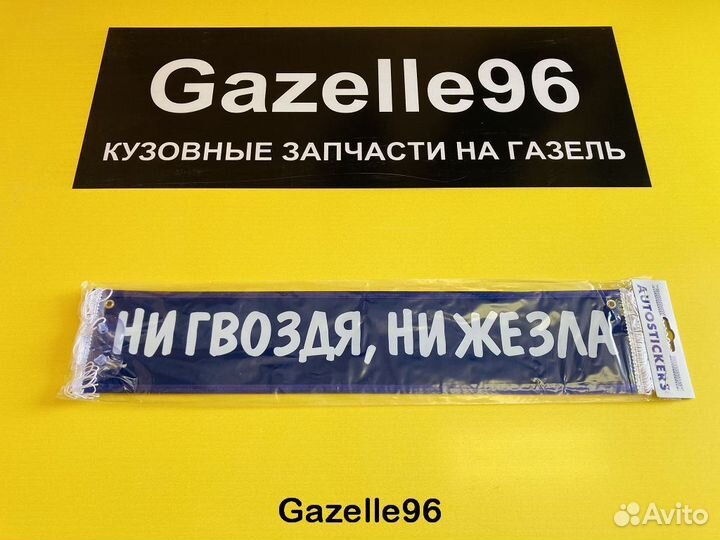 Gazelle96
КУЗОВНЫЕ ЗАПЧАСТИ НА ГАЗЕЛЬ
НИ ГВОЗДЯ, НИ ЖЕЗЛА
AUTOSTICKERS
Gazelle96
Avito